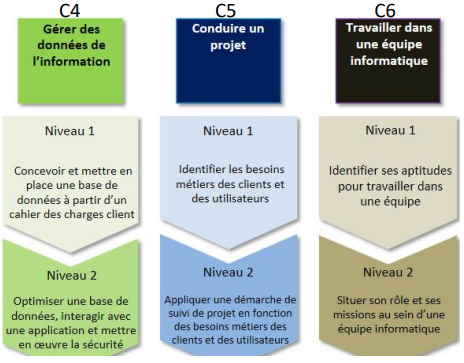 C4
Gérer des
données de
l'information
Niveau 1
Concevoir et mettre en
place une base de
données à partir d'un
cahier des charges client
Niveau 2
Optimiser une base de
données, interagir avec
une application et mettre
en œuvre la sécurité
C5
Conduire un
projet
Niveau 1
Identifier les besoins
métiers des clients et
des utilisateurs
Niveau 2
Appliquer une démarche de
suivi de projet en fonction
des besoins métiers des
clients et des utilisateurs
C6
Travailler dans
une équipe
informatique
Niveau 1
Identifier ses aptitudes
pour travailler dans
une équipe
Niveau 2
Situer son rôle et ses
missions au sein d'une
équipe informatique